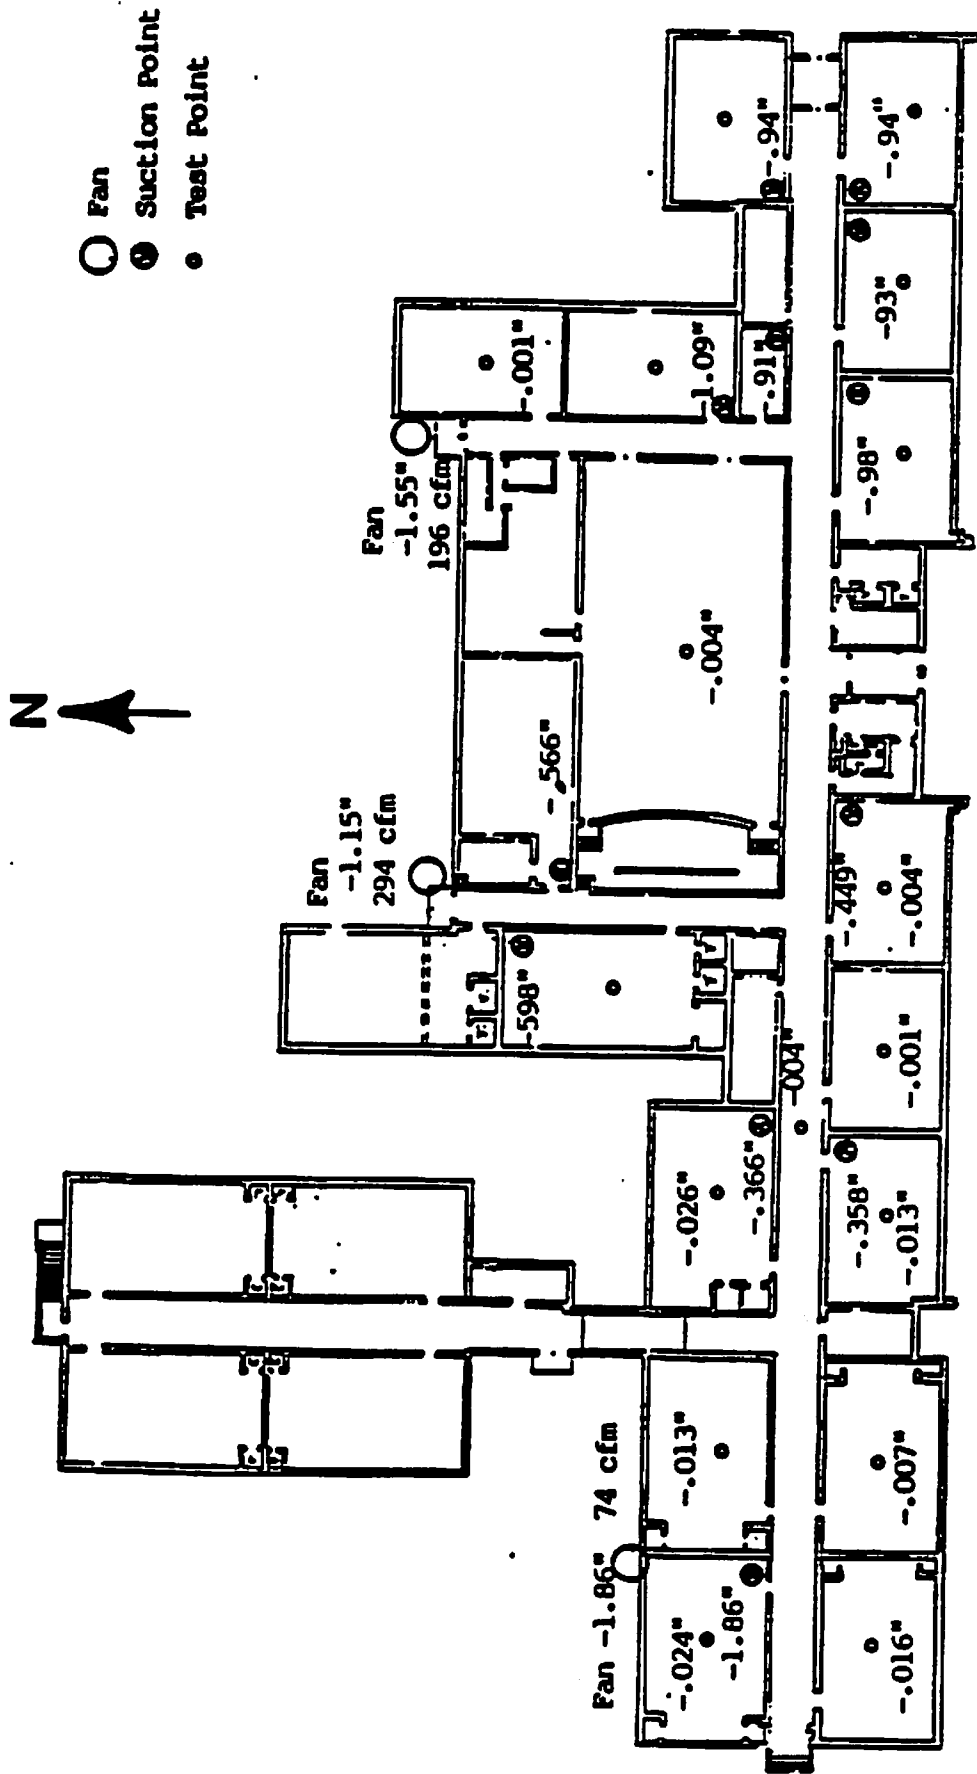 N
Fan
Suction Point
Test Point
Fan
-1.55"
196 cfm
Fan
-1.15"
294 cfm
Fan -1.86" 74 cfm
-.94"
-.94"
-93"
-.98"
-.001"
-1.09"
-.91"
-.004"
-.566"
-598"
-.449"
-.004"
-.001"
-004"
-.026"
-.366"
-.358"
-.013"
-.013"
-.007"
-.024"
-1.86"
-.016"